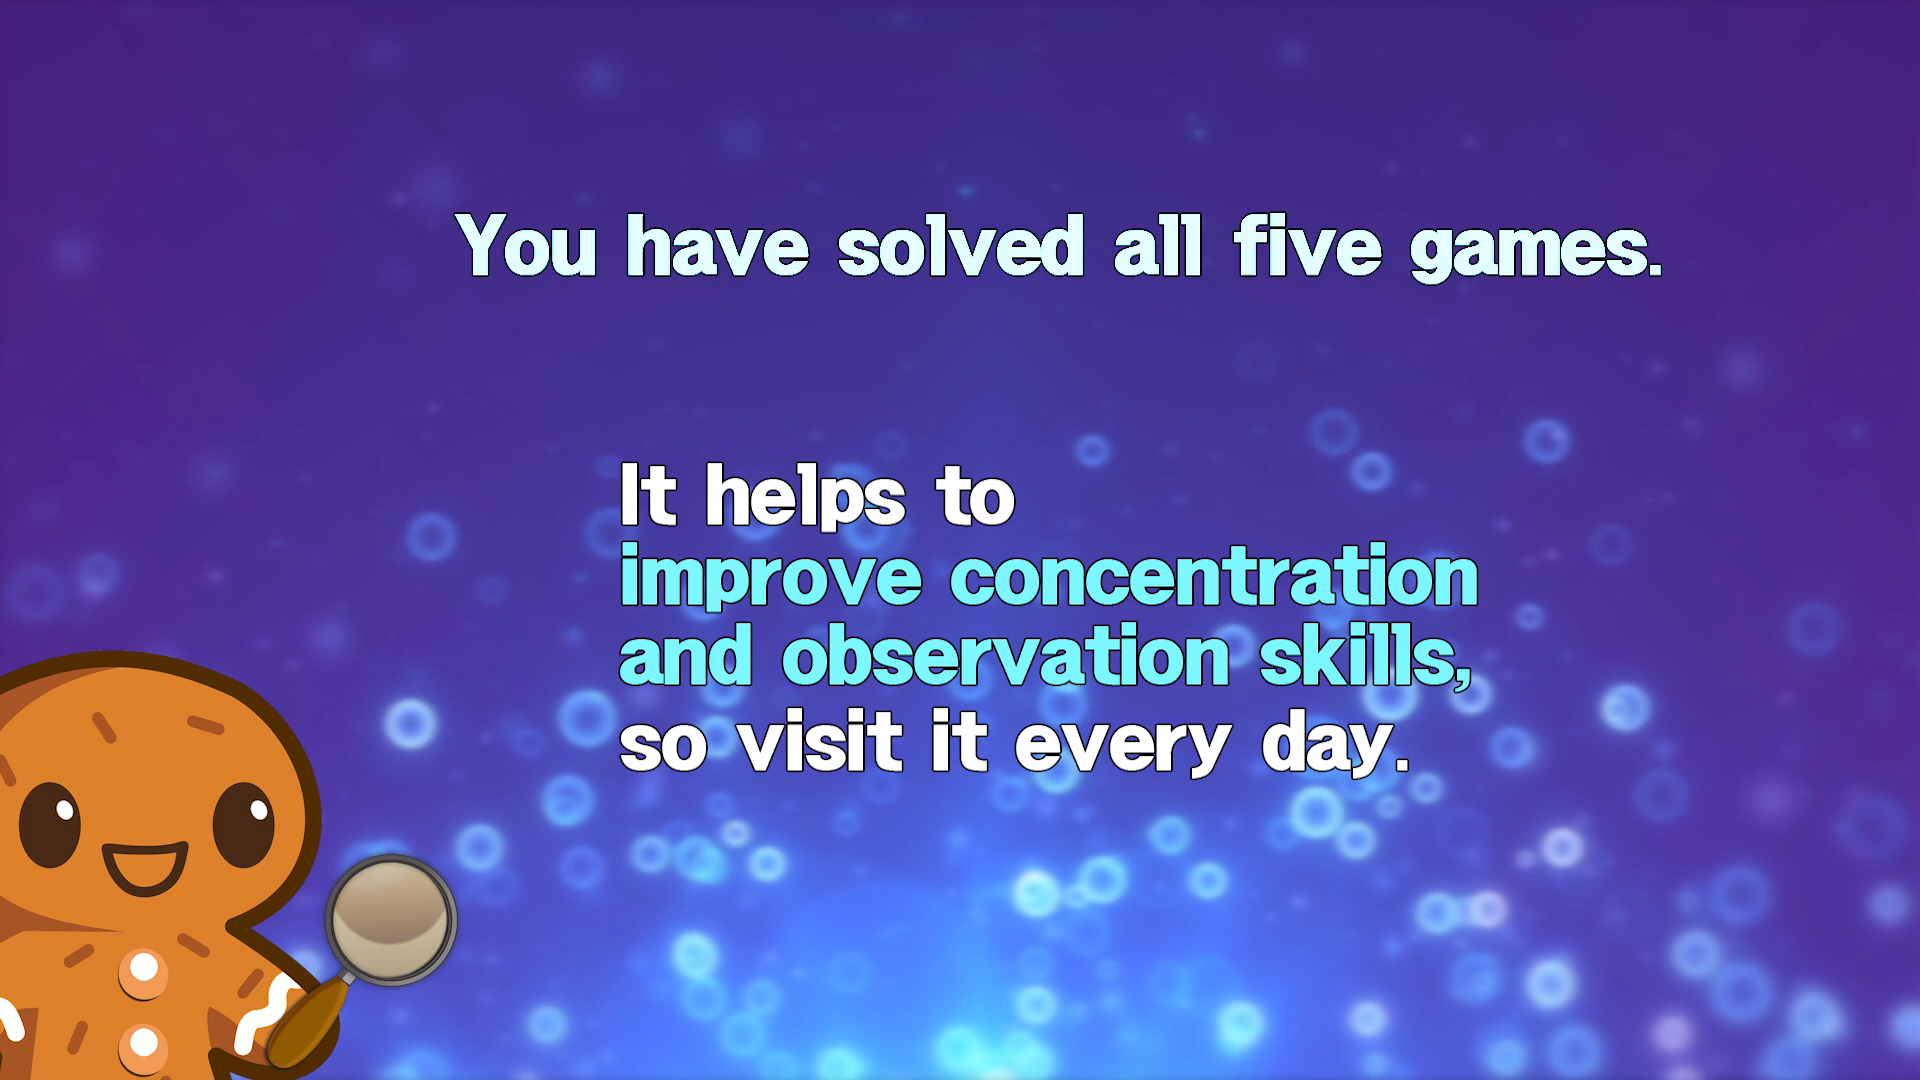 You have solved all five games.
It helps to
improve concentration
and observation skills,
so visit it every day.